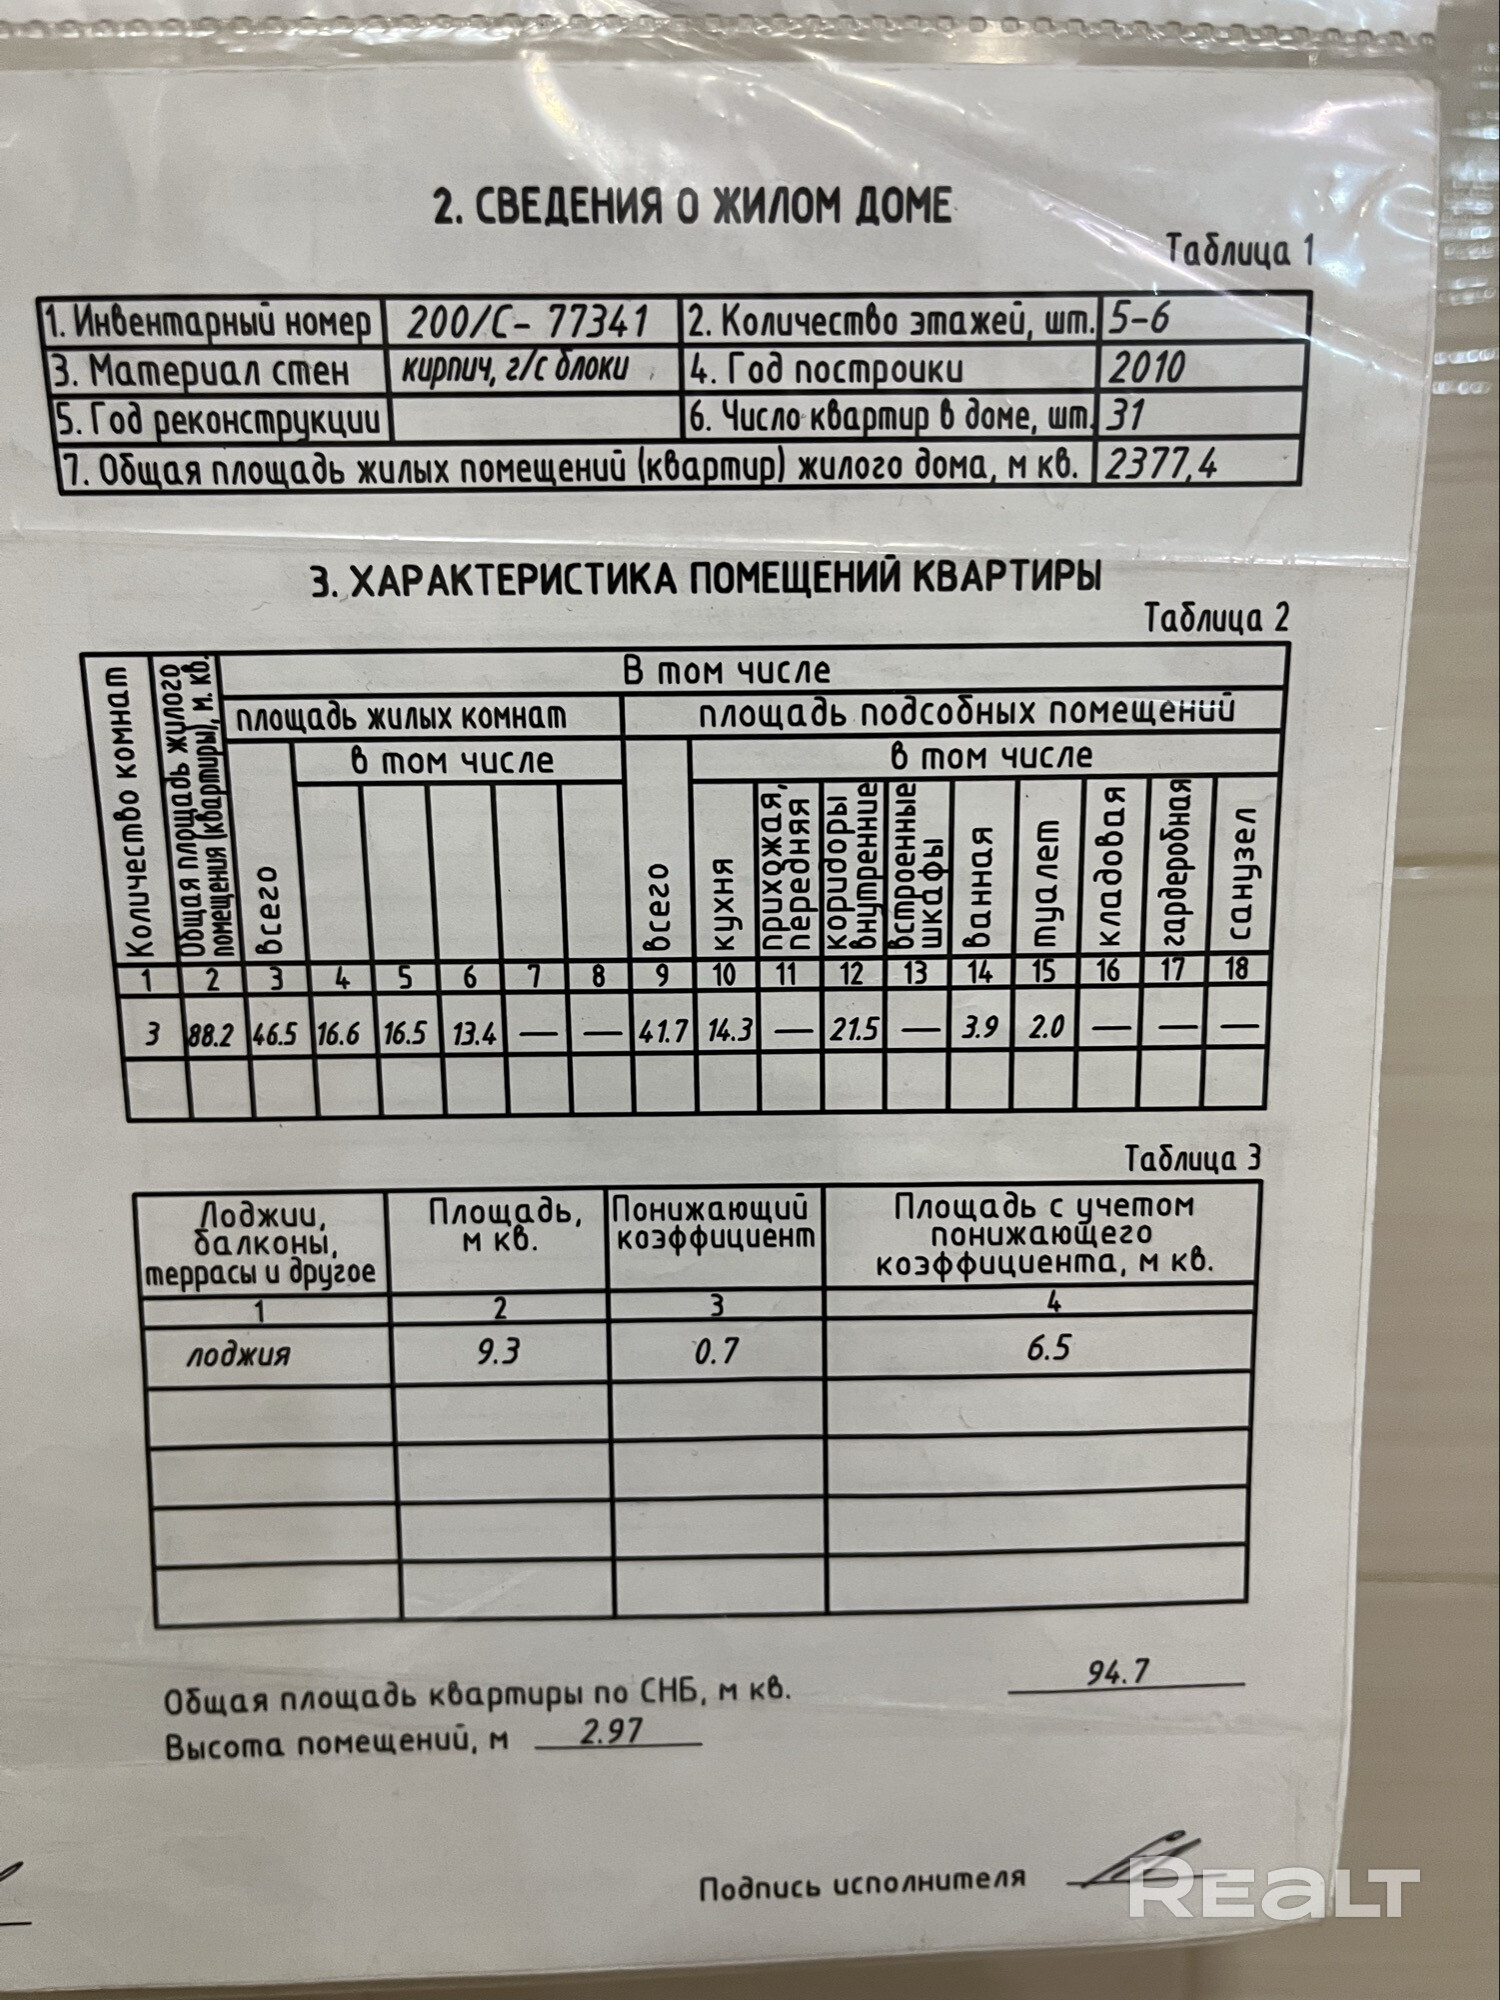 2. СВЕДЕНИЯ О ЖИЛОМ ДОМЕ
Таблица 1
1. Инвентарный номер 200/С- 77341 2. Количество этажей, шт. 5-6
3. Материал стен кирпич, г/с блоки 4. Год постройки 2010
5. Год реконструкции 6. Число квартир в доме, шт. 31
7. Общая площадь жилых помещений (квартир) жилого дома, м кв. 2377,4
3. ХАРАКТЕРИСТИКА ПОМЕЩЕНИЙ КВАРТИРЫ
Таблица 2
Количество комнат
Общая площадь жилого
помещения (квартиры), м. кв.
В том числе
площадь жилых комнат площадь подсобных помещений
всего в том числе всего в том числе
кухня
прихожая,
передняя
коридоры
внутренние
встроенные
шкафы
ванная
туалет
кладовая
гардеробная
санузел
1 2 3 4 5 6 7 8 9 10 11 12 13 14 15 16 17 18
3 88.2 46.5 16.6 16.5 13.4 — — 41.7 14.3 — 21.5 — 3.9 2.0 — — —
Таблица 3
Лоджии,
балконы,
террасы и другое
Площадь,
м кв.
Понижающий
коэффициент
Площадь с учетом
понижающего
коэффициента, м кв.
1 2 3 4
лоджия 9.3 0.7 6.5
Общая площадь квартиры по СНБ, м кв. 94.7
Высота помещений, м 2.97
Подпись исполнителя
REALT